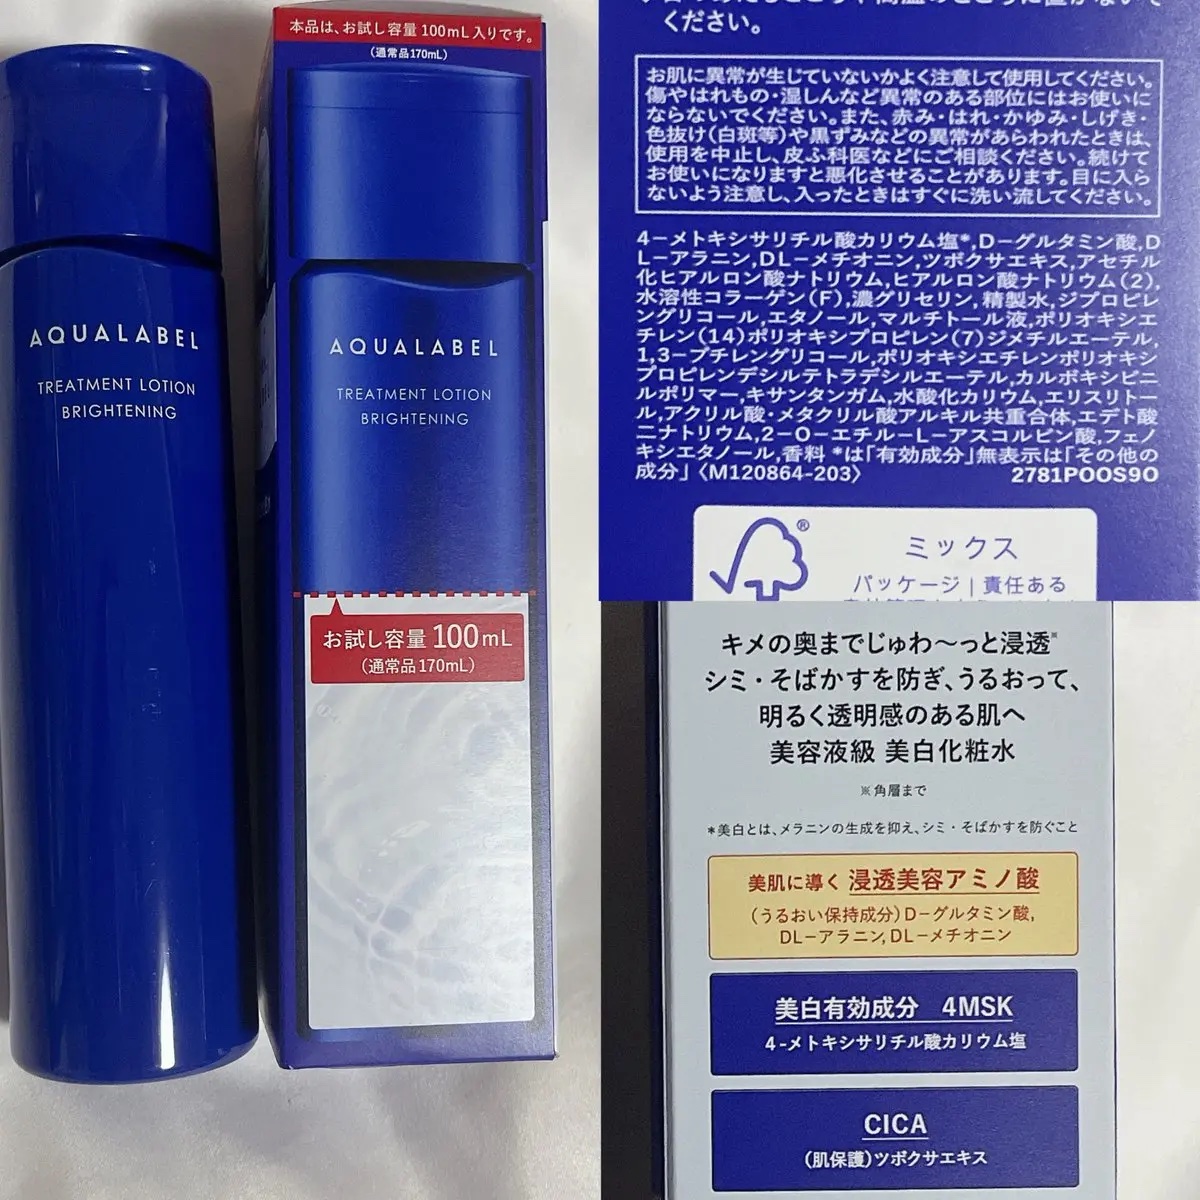 AQUALABEL
TREATMENT LOTION
BRIGHTENING
本品は、お試し容量100mL入りです。
(通常品170mL)
AQUALABEL
TREATMENT LOTION
BRIGHTENING
お試し容量 100mL
(通常品170mL)
ください。
お肌に異常が生じていないかよく注意して使用してください。
傷やはれもの・湿しんなど異常のある部位にはお使いに
ならないでください。また、赤み・はれ・かゆみ・しげき・
色抜け(白斑等)や黒ずみなどの異常があらわれたときは、
使用を中止し、皮ふ科医などにご相談ください。続けて
お使いになりますと悪化させることがあります。目に入ら
ないよう注意し、入ったときはすぐに洗い流してください。
4-メトキシサリチル酸カリウム塩*,D-グルタミン酸,D
L-アラニン,DL-メチオニン,ツボクサエキス,アセチル
化ヒアルロン酸ナトリウム,ヒアルロン酸ナトリウム(2),
水溶性コラーゲン(F),濃グリセリン,精製水,ジプロピレ
ングリコール,エタノール,マルチトール液,ポリオキシエ
チレン(14)ポリオキシプロピレン(7)ジメチルエーテル,
1,3-ブチレングリコール,ポリオキシエチレンポリオキシ
プロピレンデシルテトラデシルエーテル,カルボキシビニ
ルポリマー,キサンタンガム,水酸化カリウム,エリスリトー
ル,アクリル酸・メタクリル酸アルキル共重合体,エデト酸
二ナトリウム,2-O-エチル-L-アスコルビン酸,フェノ
キシエタノール,香料 *は「有効成分」無表示は「その他の
成分」〈M120864-203〉 2781POOS9O
®
ミックス
パッケージ|責任ある
キメの奥までじゅわ〜っと浸透※
シミ・そばかすを防ぎ、うるおって、
明るく透明感のある肌へ
美容液級 美白化粧水
※角層まで
*美白とは、メラニンの生成を抑え、シミ・そばかすを防ぐこと
美肌に導く 浸透美容アミノ酸
(うるおい保持成分)D-グルタミン酸,
DL-アラニン,DL-メチオニン
美白有効成分 4MSK
4-メトキシサリチル酸カリウム塩
CICA
(肌保護)ツボクサエキス